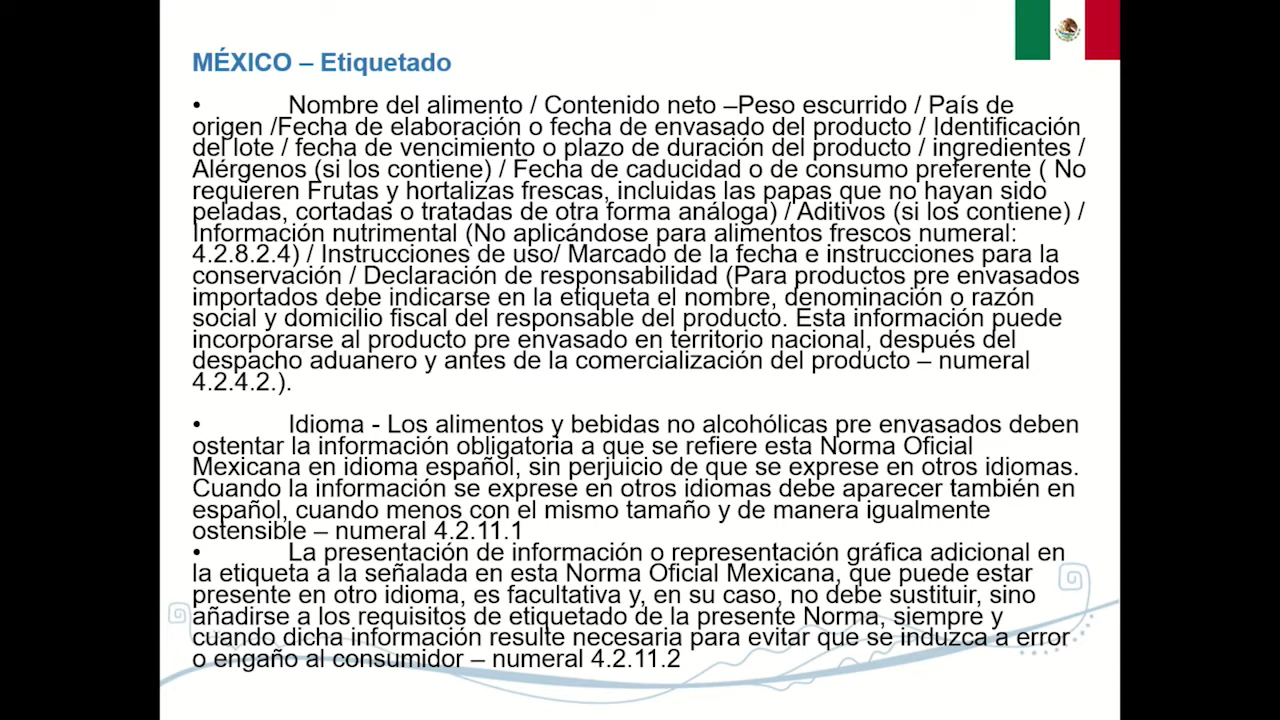 MÉXICO – Etiquetado
• Nombre del alimento / Contenido neto –Peso escurrido / País de
origen /Fecha de elaboración o fecha de envasado del producto / Identificación
del lote / fecha de vencimiento o plazo de duración del producto / ingredientes /
Alérgenos (si los contiene) / Fecha de caducidad o de consumo preferente ( No
requieren Frutas y hortalizas frescas, incluidas las papas que no hayan sido
peladas, cortadas o tratadas de otra forma análoga) / Aditivos (si los contiene) /
Información nutrimental (No aplicándose para alimentos frescos numeral:
4.2.8.2.4) / Instrucciones de uso/ Marcado de la fecha e instrucciones para la
conservación / Declaración de responsabilidad (Para productos pre envasados
importados debe indicarse en la etiqueta el nombre, denominación o razón
social y domicilio fiscal del responsable del producto. Esta información puede
incorporarse al producto pre envasado en territorio nacional, después del
despacho aduanero y antes de la comercialización del producto – numeral
4.2.4.2.).
• Idioma - Los alimentos y bebidas no alcohólicas pre envasados deben
ostentar la información obligatoria a que se refiere esta Norma Oficial
Mexicana en idioma español, sin perjuicio de que se exprese en otros idiomas.
Cuando la información se exprese en otros idiomas debe aparecer también en
español, cuando menos con el mismo tamaño y de manera igualmente
ostensible – numeral 4.2.11.1
• La presentación de información o representación gráfica adicional en
la etiqueta a la señalada en esta Norma Oficial Mexicana, que puede estar
presente en otro idioma, es facultativa y, en su caso, no debe sustituir, sino
añadirse a los requisitos de etiquetado de la presente Norma, siempre y
cuando dicha información resulte necesaria para evitar que se induzca a error
o engaño al consumidor – numeral 4.2.11.2